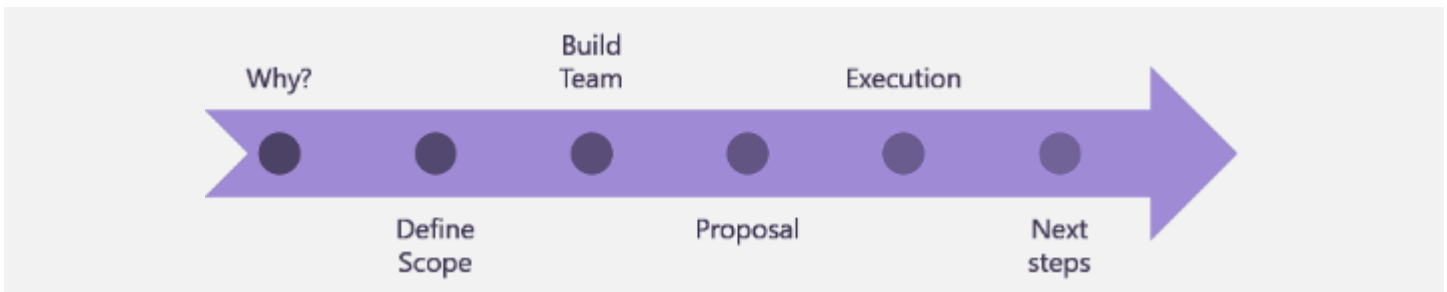 Why?
Define
Scope
Build
Team
Proposal
Execution
Next
steps